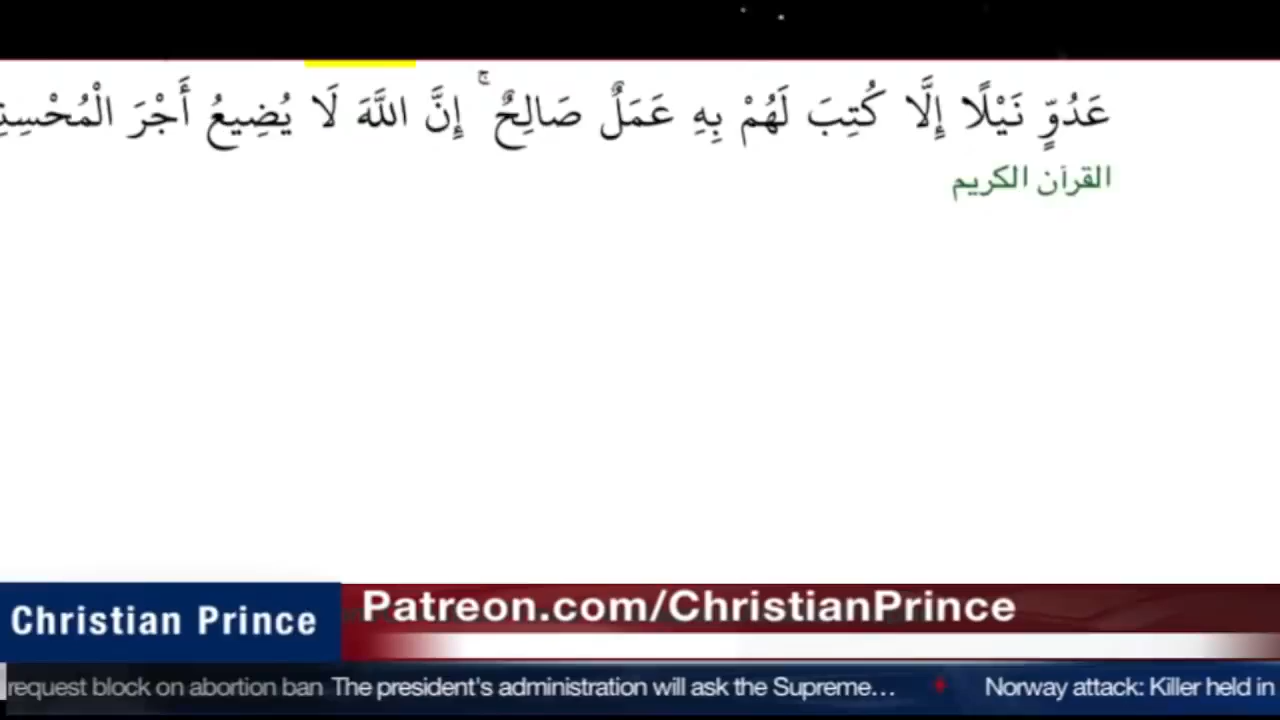 عَدُوٍّ نَيْلًا إِلَّا كُتِبَ لَهُمْ بِهِ عَمَلٌ صَالِحٌ ۚ إِنَّ اللَّهَ لَا يُضِيعُ أَجْرَ الْمُحْسِنِ
القرآن الكريم
Christian Prince
Patreon.com/ChristianPrince
request block on abortion ban The president's administration will ask the Supreme... Norway attack: Killer held in